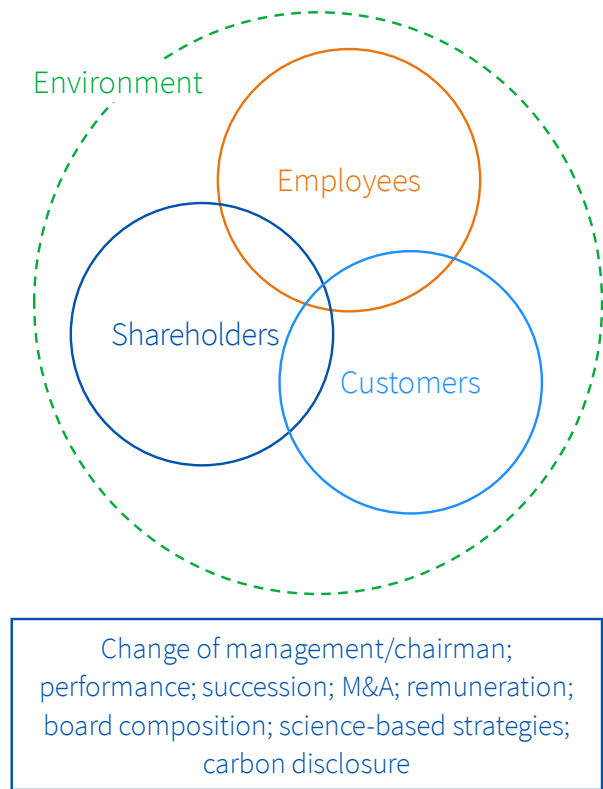 Environment
Employees
Shareholders
Customers
Change of management/chairman;
performance; succession; M&A; remuneration;
board composition; science-based strategies;
carbon disclosure